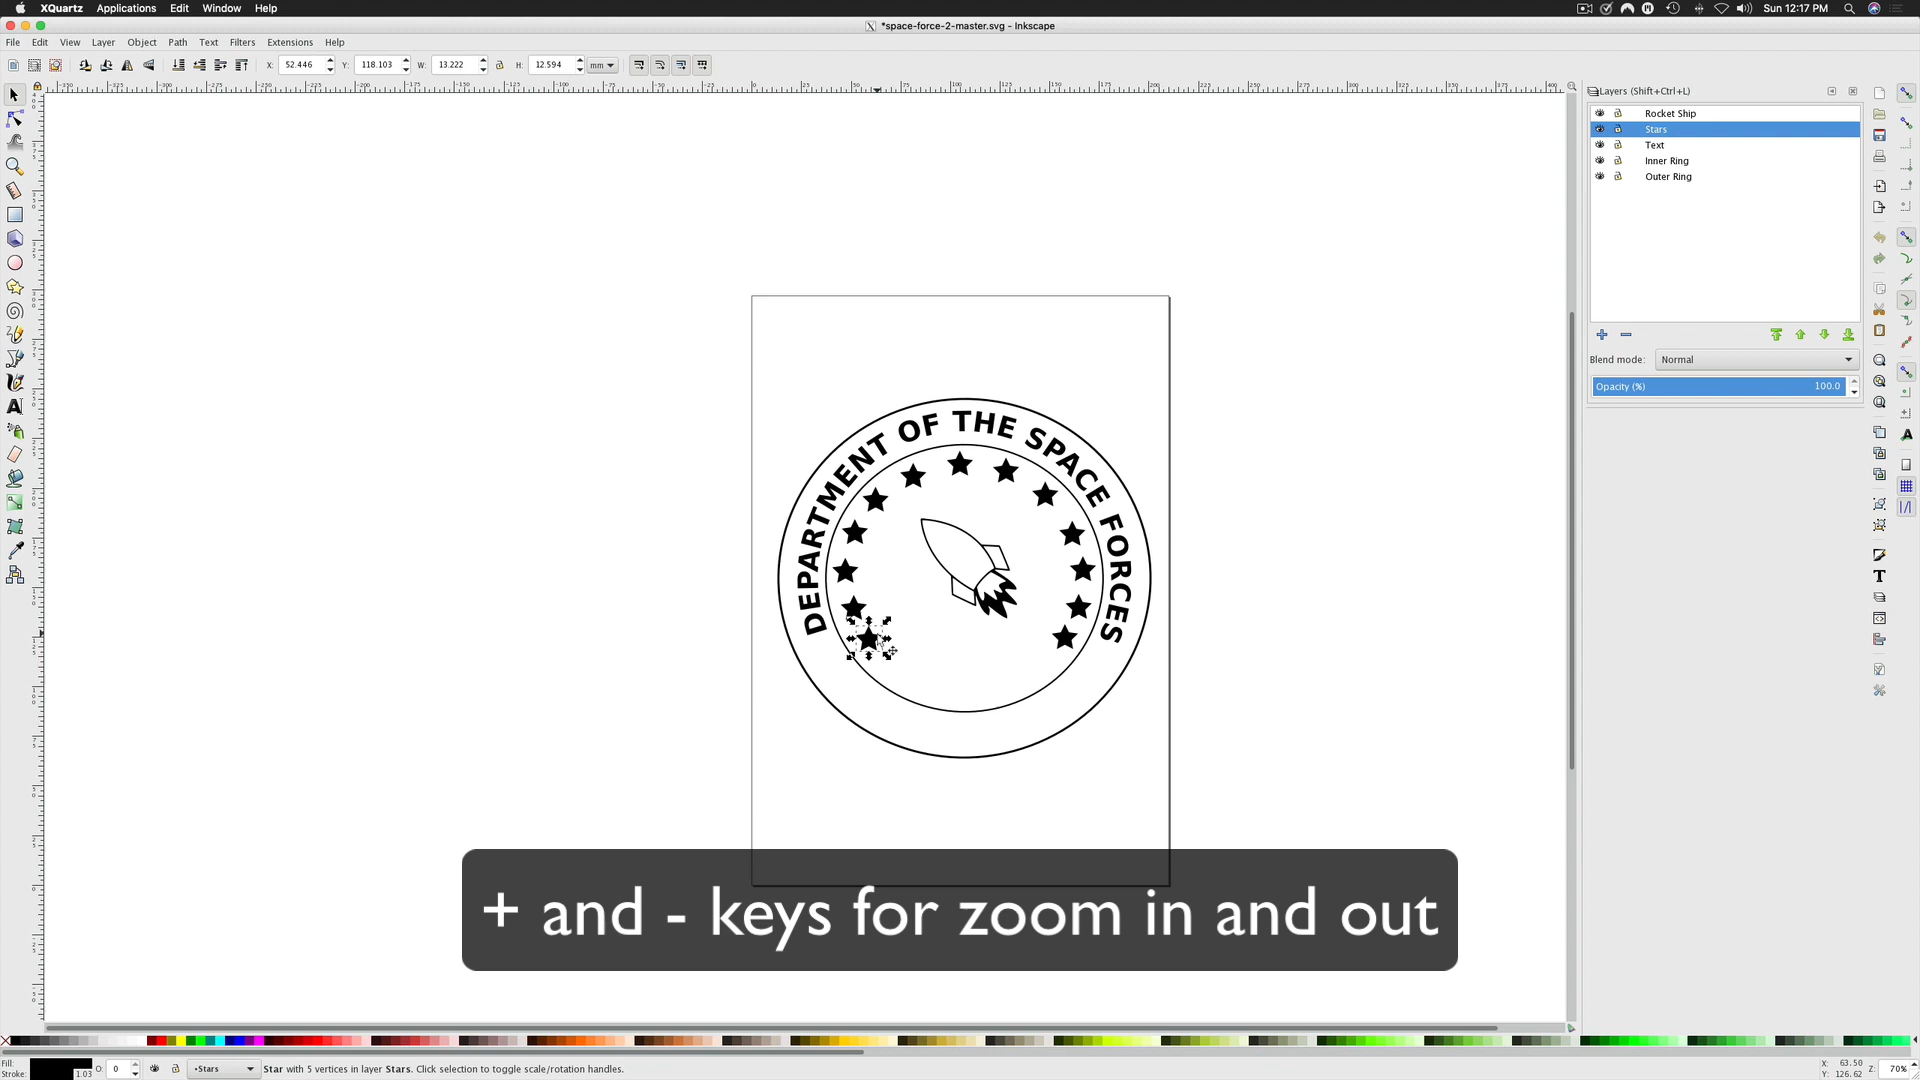 XQuartz Applications Edit Window Help
Sun 12:17 PM
*space-force-2-master.svg - Inkscape
File Edit View Layer Object Path Text Filters Extensions Help
X: 52.446 Y: 118.103 W: 13.222 H: 12.594 mm
Layers (Shift+Ctrl+L)
Rocket Ship
Stars
Text
Inner Ring
Outer Ring
Blend mode: Normal
Opacity (%) 100.0
DEPARTMENT OF THE SPACE FORCES
+ and - keys for zoom in and out
Fill:
Stroke: 1.03
O: 0
•Stars
Star with 5 vertices in layer Stars. Click selection to toggle scale/rotation handles.
X: 63.50
Y: 126.62
Z: 70%